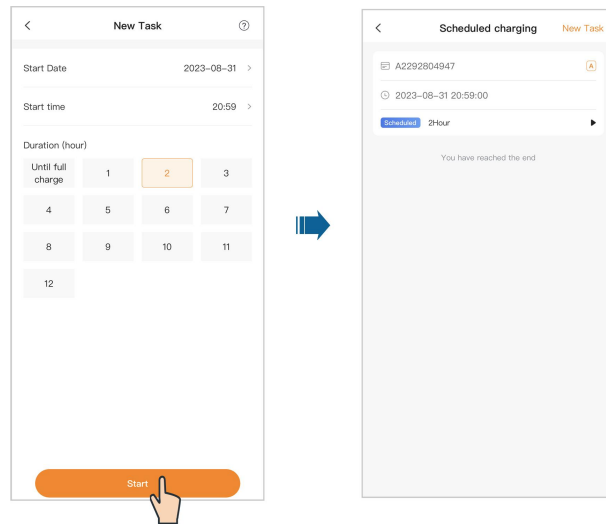 New Task
?
Start Date 2023-08-31
Start time 20:59
Duration (hour)
Until full
charge
1
2
3
4
5
6
7
8
9
10
11
12
Start
Scheduled charging New Task
A2292804947 A
2023-08-31 20:59:00
Scheduled 2Hour
You have reached the end